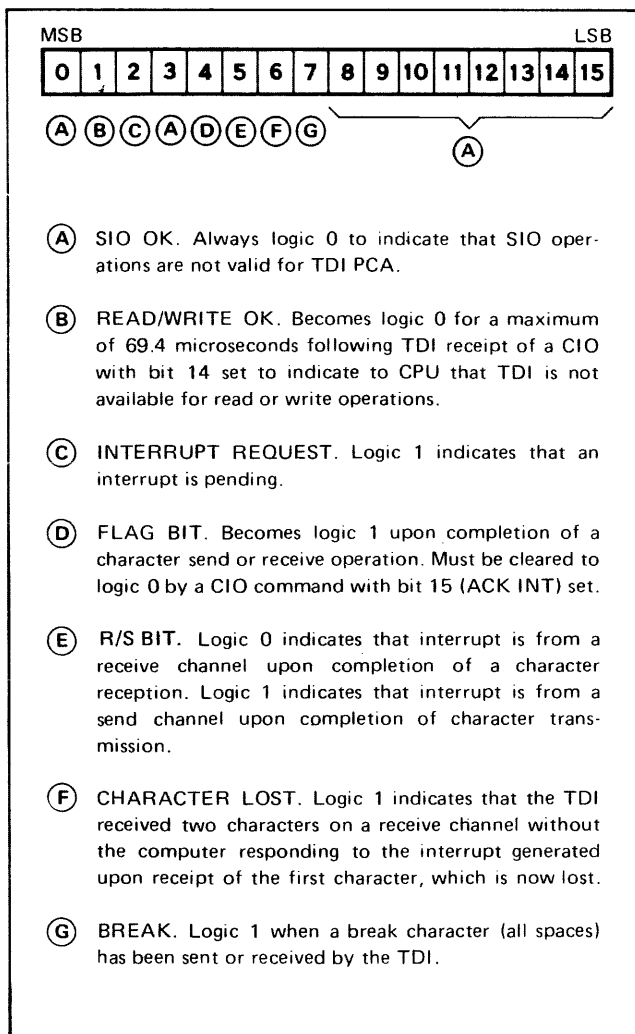 MSB LSB
0 1 2 3 4 5 6 7 8 9 10 11 12 13 14 15
A B C A D E F G
A
A SIO OK. Always logic 0 to indicate that SIO oper-
ations are not valid for TDI PCA.
B READ/WRITE OK. Becomes logic 0 for a maximum
of 69.4 microseconds following TDI receipt of a CIO
with bit 14 set to indicate to CPU that TDI is not
available for read or write operations.
C INTERRUPT REQUEST. Logic 1 indicates that an
interrupt is pending.
D FLAG BIT. Becomes logic 1 upon completion of a
character send or receive operation. Must be cleared to
logic 0 by a CIO command with bit 15 (ACK INT) set.
E R/S BIT. Logic 0 indicates that interrupt is from a
receive channel upon completion of a character
reception. Logic 1 indicates that interrupt is from a
send channel upon completion of character trans-
mission.
F CHARACTER LOST. Logic 1 indicates that the TDI
received two characters on a receive channel without
the computer responding to the interrupt generated
upon receipt of the first character, which is now lost.
G BREAK. Logic 1 when a break character (all spaces)
has been sent or received by the TDI.